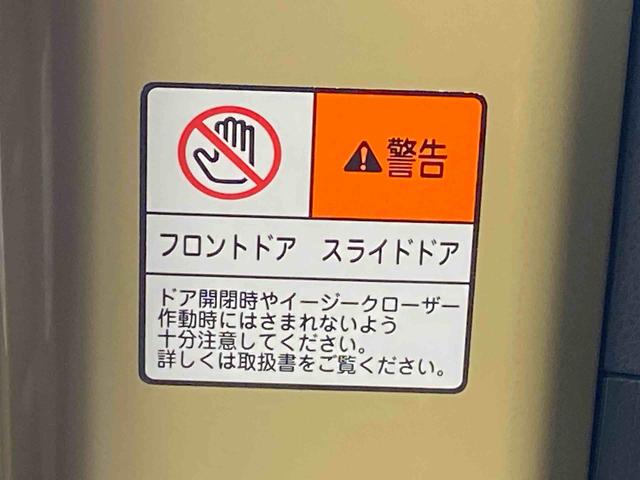 警告
フロントドア　スライドドア
ドア開閉時やイージークローザー
作動時にはさまれないよう
十分注意してください。
詳しくは取扱書をご覧ください。